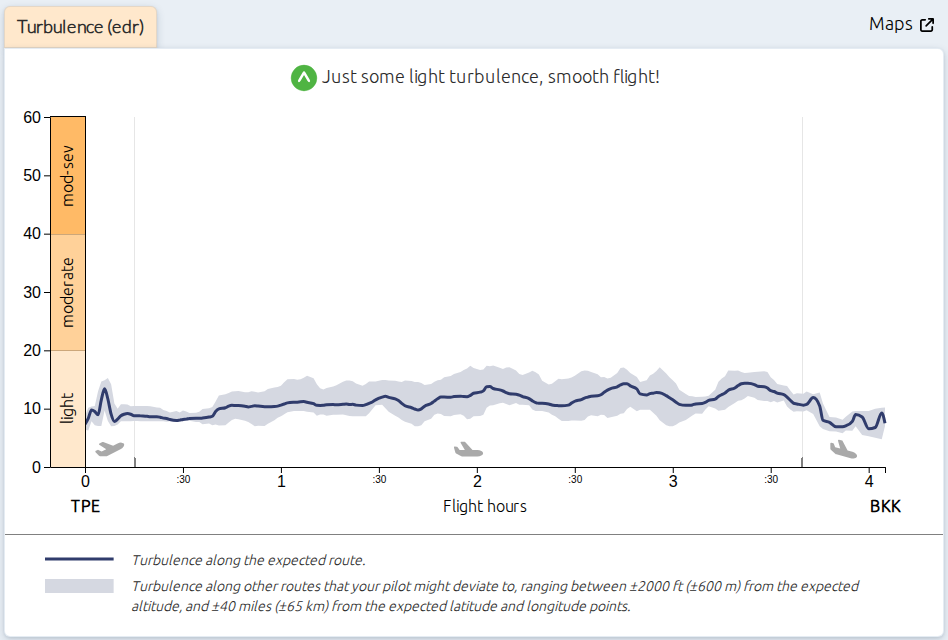 Turbulence (edr)
Maps
Just some light turbulence, smooth flight!
60
50
40
30
20
10
0
mod-sev
moderate
light
0 :30 1 :30 2 :30 3 :30 4
TPE Flight hours BKK
Turbulence along the expected route.
Turbulence along other routes that your pilot might deviate to, ranging between ±2000 ft (±600 m) from the expected
altitude, and ±40 miles (±65 km) from the expected latitude and longitude points.